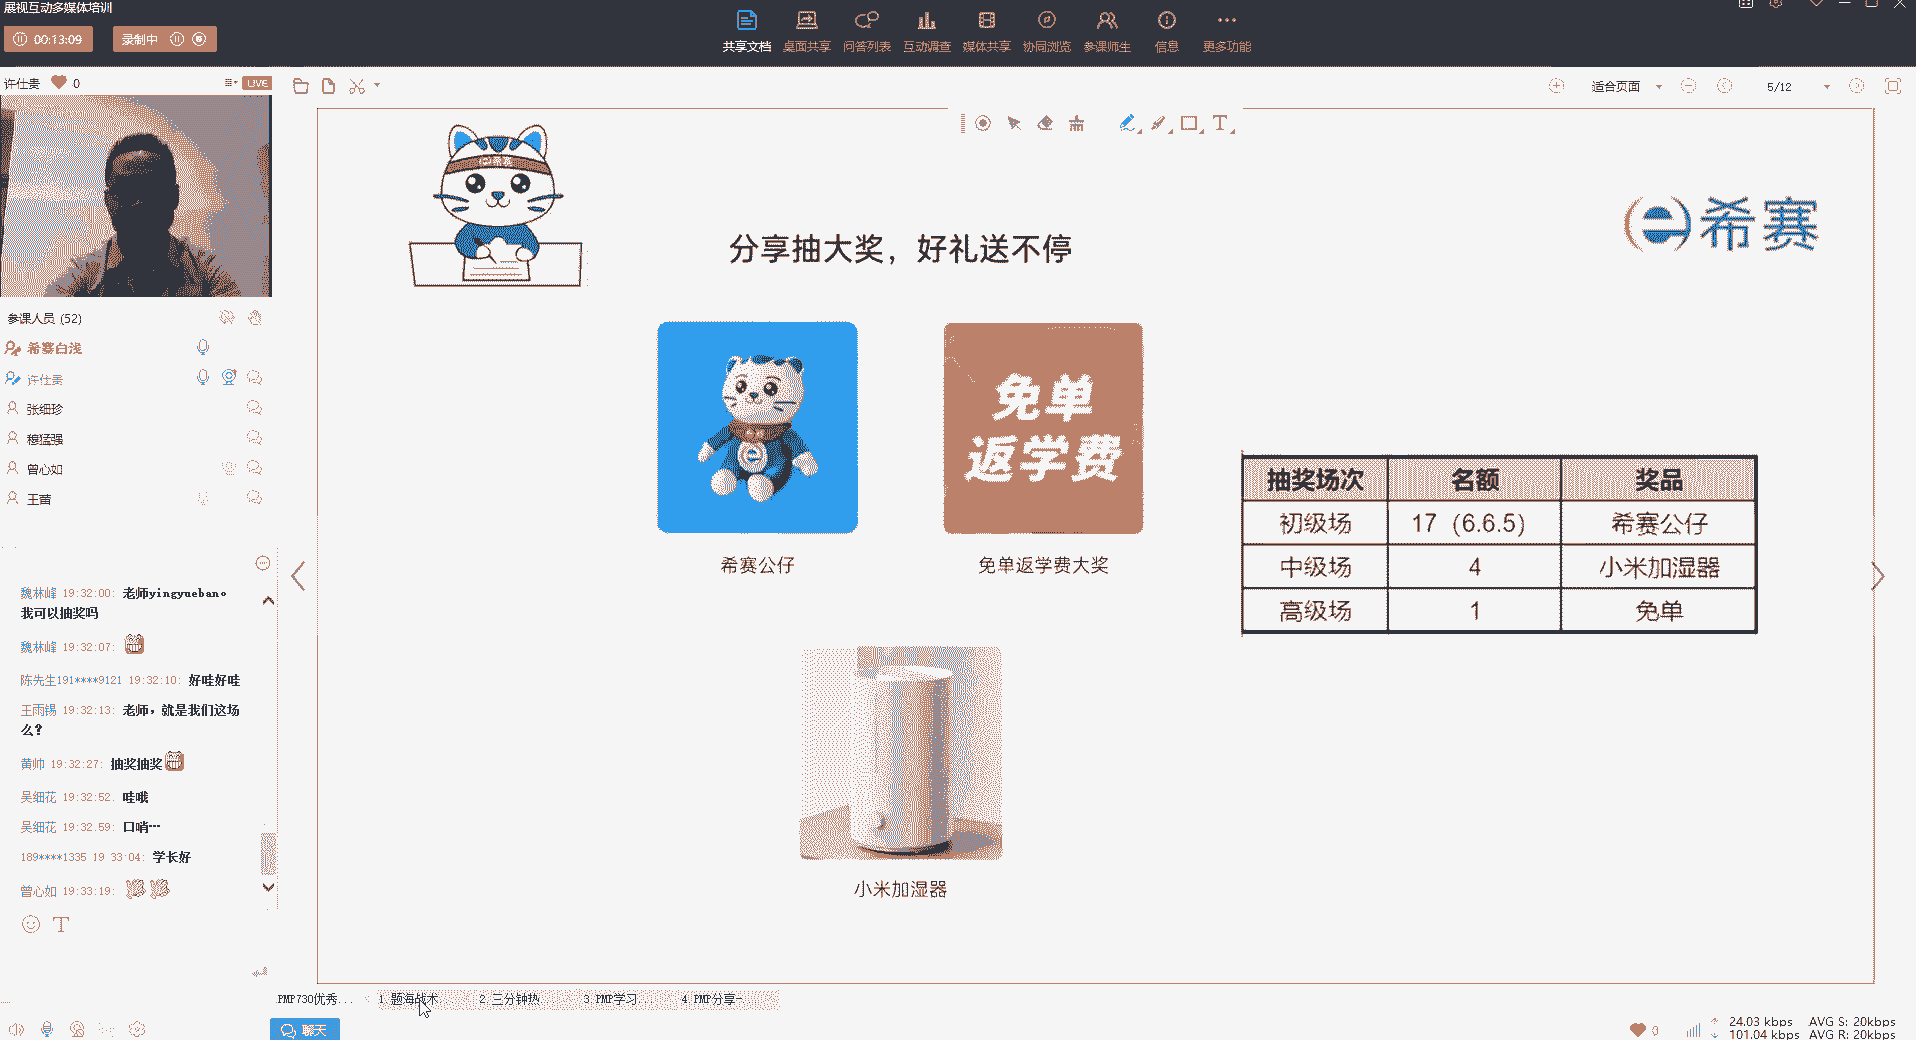 展视互动多媒体培训
00:13:09
录制中
共享文档 桌面共享 问答列表 互动调查 媒体共享 协同浏览 参课师生 信息 更多功能
许仕贵 0
LIVE
适合页面
5/12
参课人员 (52)
希赛白浅
许仕贵
张细珍
穆猛强
曾心如
王苗
魏林峰 19:32:00: 老师yingyueban。
我可以抽奖吗
魏林峰 19:32:07:
陈先生191****9121 19:32:10: 好哇好哇
王雨锡 19:32:13: 老师，就是我们这场
么？
黄帅 19:32:27: 抽奖抽奖
吴细花 19:32:52: 哇哦
吴细花 19:32:59: 口哨…
189****1335 19:33:04: 学长好
曾心如 19:33:19:
希赛
分享抽大奖，好礼送不停
e 希赛
免单
返学费
希赛公仔
免单返学费大奖
小米加湿器
抽奖场次 名额 奖品
初级场 17（6.6.5） 希赛公仔
中级场 4 小米加湿器
高级场 1 免单
PMP730优秀... 1.题海战术 2.三分钟热 3.PMP学习 4.PMP分享-
聊天
0
24.03 kbps AVG S: 20kbps
101.04 kbps AVG R: 20kbps